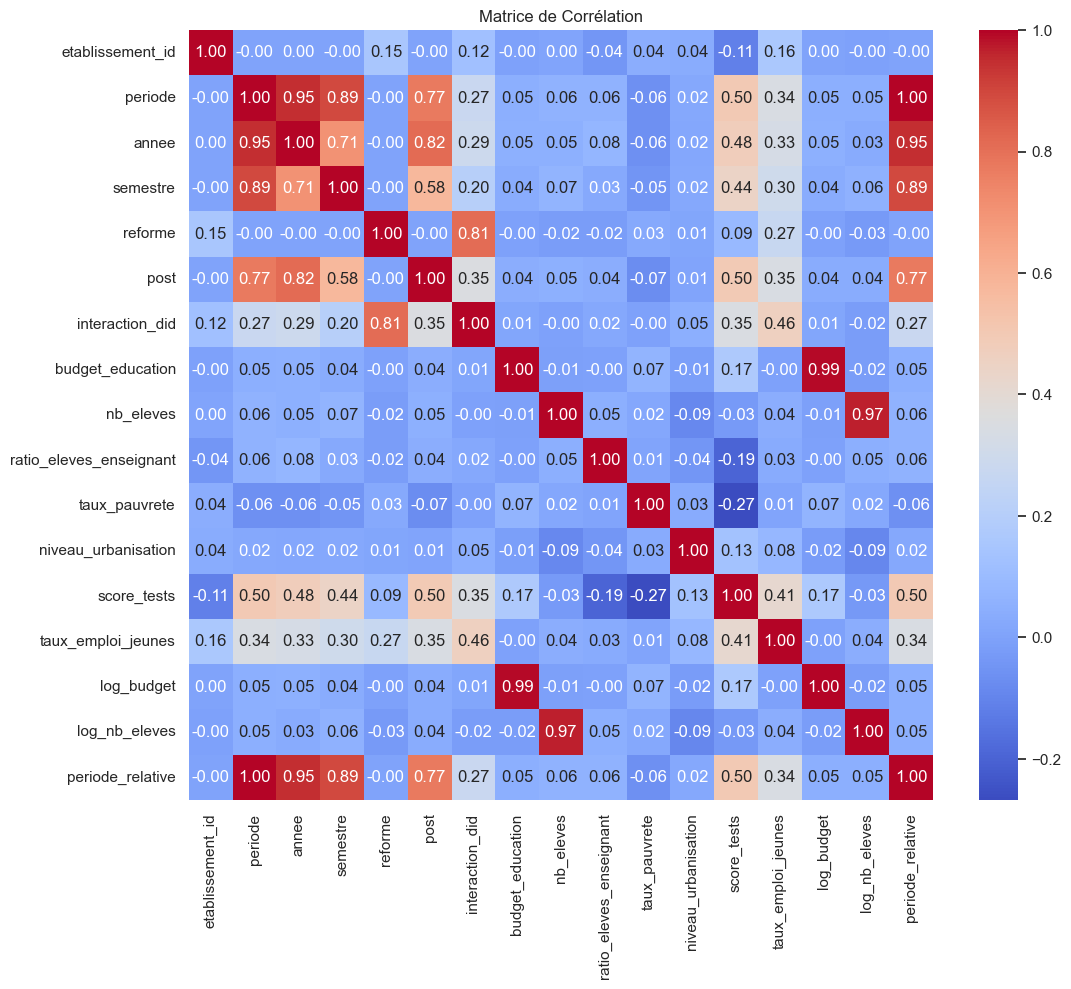 Matrice de Corrélation
etablissement_id 1.00 -0.00 0.00 -0.00 0.15 -0.00 0.12 -0.00 0.00 -0.04 0.04 0.04 -0.11 0.16 0.00 -0.00 -0.00
periode -0.00 1.00 0.95 0.89 -0.00 0.77 0.27 0.05 0.06 0.06 -0.06 0.02 0.50 0.34 0.05 0.05 1.00
annee 0.00 0.95 1.00 0.71 -0.00 0.82 0.29 0.05 0.05 0.08 -0.06 0.02 0.48 0.33 0.05 0.03 0.95
semestre -0.00 0.89 0.71 1.00 -0.00 0.58 0.20 0.04 0.07 0.03 -0.05 0.02 0.44 0.30 0.04 0.06 0.89
reforme 0.15 -0.00 -0.00 -0.00 1.00 -0.00 0.81 -0.00 -0.02 -0.02 0.03 0.01 0.09 0.27 -0.00 -0.03 -0.00
post -0.00 0.77 0.82 0.58 -0.00 1.00 0.35 0.04 0.05 0.04 -0.07 0.01 0.50 0.35 0.04 0.04 0.77
interaction_did 0.12 0.27 0.29 0.20 0.81 0.35 1.00 0.01 -0.00 0.02 -0.00 0.05 0.35 0.46 0.01 -0.02 0.27
budget_education -0.00 0.05 0.05 0.04 -0.00 0.04 0.01 1.00 -0.01 -0.00 0.07 -0.01 0.17 -0.00 0.99 -0.02 0.05
nb_eleves 0.00 0.06 0.05 0.07 -0.02 0.05 -0.00 -0.01 1.00 0.05 0.02 -0.09 -0.03 0.04 -0.01 0.97 0.06
ratio_eleves_enseignant -0.04 0.06 0.08 0.03 -0.02 0.04 0.02 -0.00 0.05 1.00 0.01 -0.04 -0.19 0.03 -0.00 0.05 0.06
taux_pauvrete 0.04 -0.06 -0.06 -0.05 0.03 -0.07 -0.00 0.07 0.02 0.01 1.00 0.03 -0.27 0.01 0.07 0.02 -0.06
niveau_urbanisation 0.04 0.02 0.02 0.02 0.01 0.01 0.05 -0.01 -0.09 -0.04 0.03 1.00 0.13 0.08 -0.02 -0.09 0.02
score_tests -0.11 0.50 0.48 0.44 0.09 0.50 0.35 0.17 -0.03 -0.19 -0.27 0.13 1.00 0.41 0.17 -0.03 0.50
taux_emploi_jeunes 0.16 0.34 0.33 0.30 0.27 0.35 0.46 -0.00 0.04 0.03 0.01 0.08 0.41 1.00 -0.00 0.04 0.34
log_budget 0.00 0.05 0.05 0.04 -0.00 0.04 0.01 0.99 -0.01 -0.00 0.07 -0.02 0.17 -0.00 1.00 -0.02 0.05
log_nb_eleves -0.00 0.05 0.03 0.06 -0.03 0.04 -0.02 -0.02 0.97 0.05 0.02 -0.09 -0.03 0.04 -0.02 1.00 0.05
periode_relative -0.00 1.00 0.95 0.89 -0.00 0.77 0.27 0.05 0.06 0.06 -0.06 0.02 0.50 0.34 0.05 0.05 1.00
etablissement_id
periode
annee
semestre
reforme
post
interaction_did
budget_education
nb_eleves
ratio_eleves_enseignant
taux_pauvrete
niveau_urbanisation
score_tests
taux_emploi_jeunes
log_budget
log_nb_eleves
periode_relative
1.0
0.8
0.6
0.4
0.2
0.0
−0.2